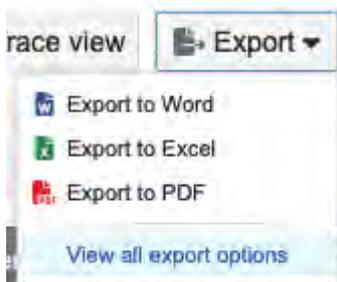 race view Export
Export to Word
Export to Excel
Export to PDF
View all export options